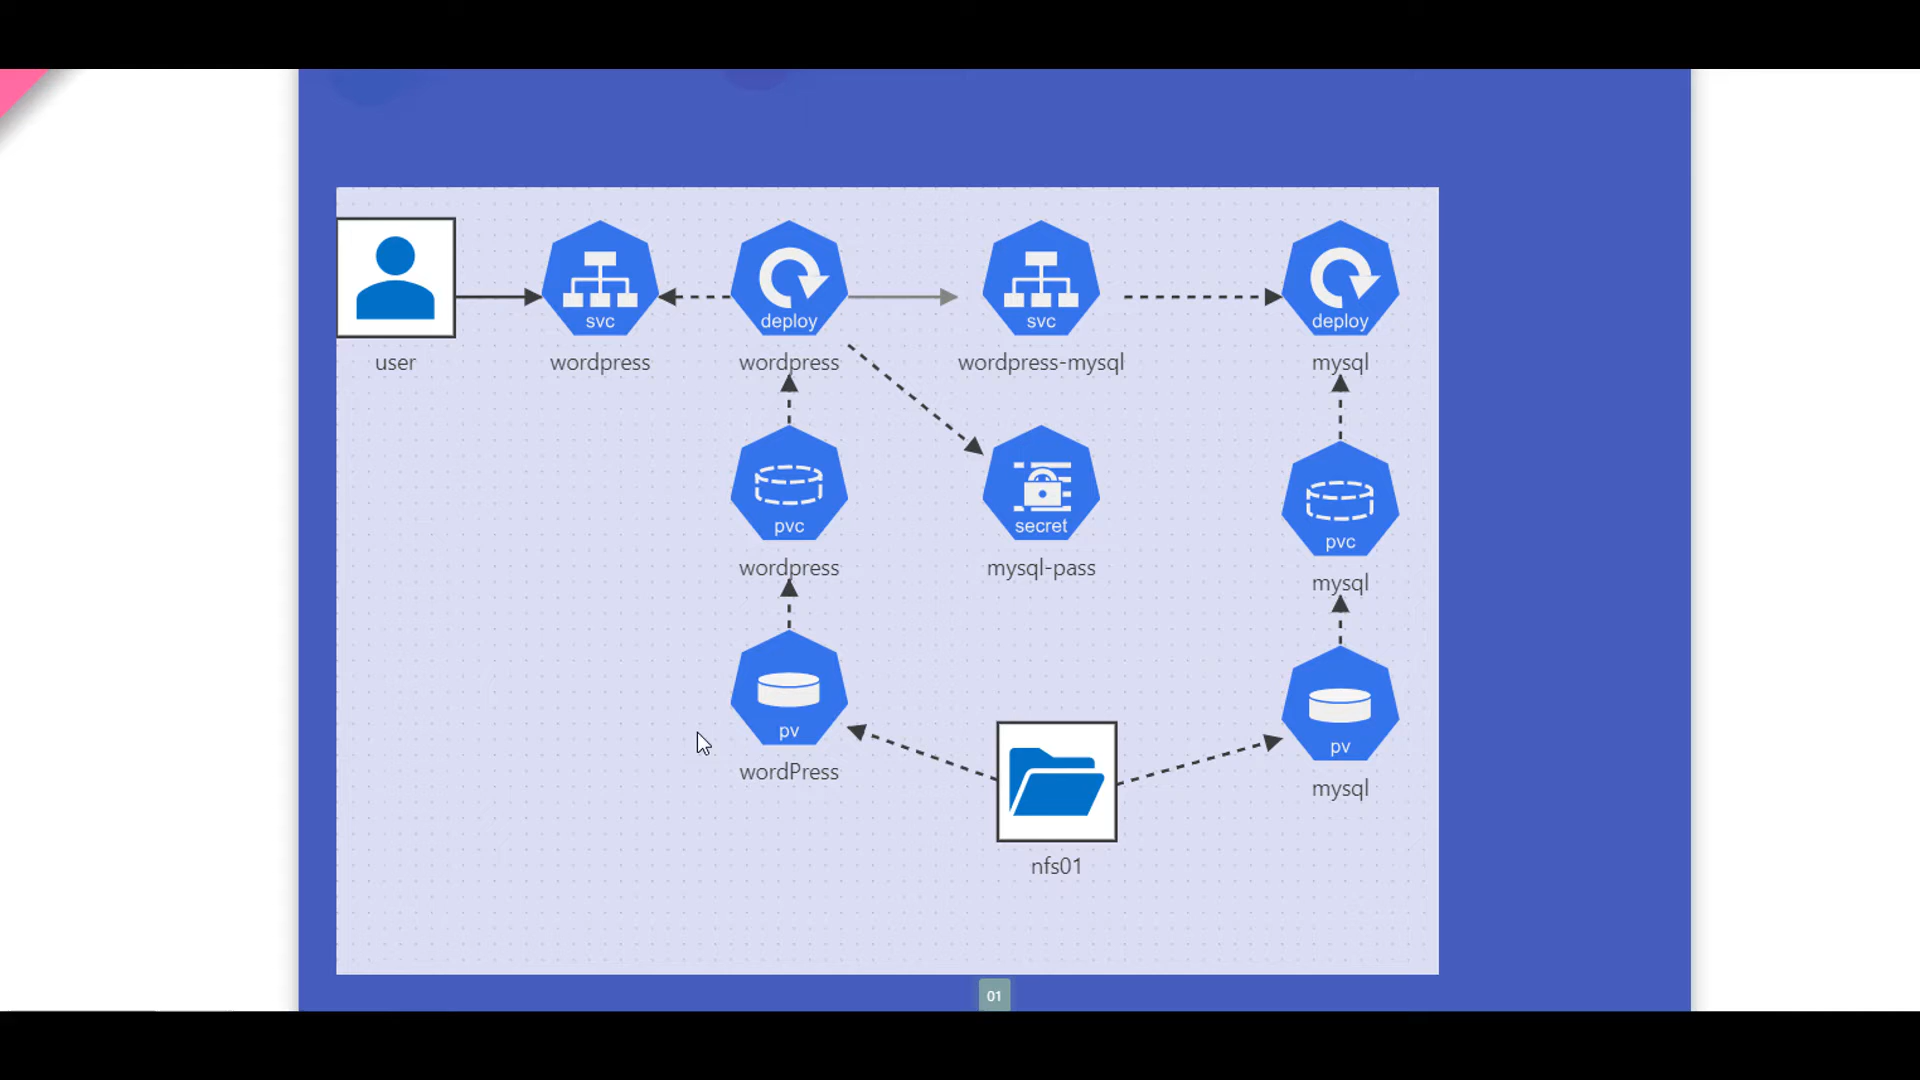 svc
deploy
svc
deploy
user
wordpress
wordpress
wordpress-mysql
mysql
pvc
secret
pvc
wordpress
mysql-pass
mysql
pv
pv
wordPress
mysql
nfs01
01